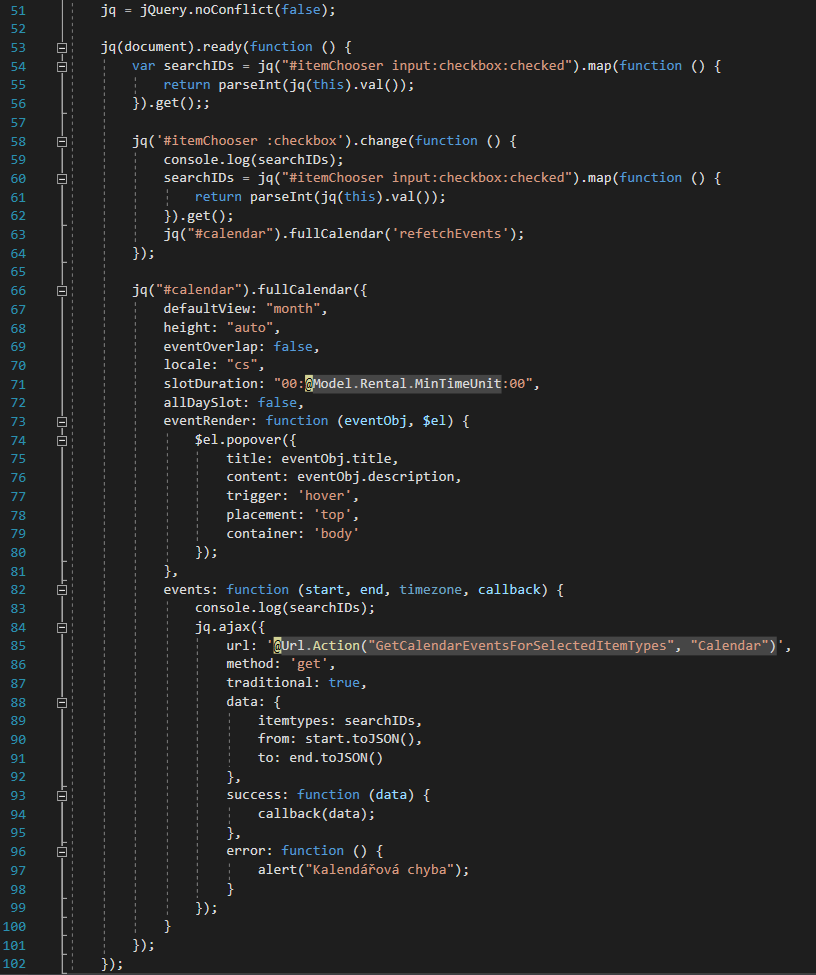 51 jq = jQuery.noConflict(false);
52
53 jq(document).ready(function () {
54 var searchIDs = jq("#itemChooser input:checkbox:checked").map(function () {
55 return parseInt(jq(this).val());
56 }).get();;
57
58 jq('#itemChooser :checkbox').change(function () {
59 console.log(searchIDs);
60 searchIDs = jq("#itemChooser input:checkbox:checked").map(function () {
61 return parseInt(jq(this).val());
62 }).get();
63 jq("#calendar").fullCalendar('refetchEvents');
64 });
65
66 jq("#calendar").fullCalendar({
67 defaultView: "month",
68 height: "auto",
69 eventOverlap: false,
70 locale: "cs",
71 slotDuration: "00:@Model.Rental.MinTimeUnit:00",
72 allDaySlot: false,
73 eventRender: function (eventObj, $el) {
74 $el.popover({
75 title: eventObj.title,
76 content: eventObj.description,
77 trigger: 'hover',
78 placement: 'top',
79 container: 'body'
80 });
81 },
82 events: function (start, end, timezone, callback) {
83 console.log(searchIDs);
84 jq.ajax({
85 url: '@Url.Action("GetCalendarEventsForSelectedItemTypes", "Calendar")',
86 method: 'get',
87 traditional: true,
88 data: {
89 itemtypes: searchIDs,
90 from: start.toJSON(),
91 to: end.toJSON()
92 },
93 success: function (data) {
94 callback(data);
95 },
96 error: function () {
97 alert("Kalendářová chyba");
98 }
99 });
100 }
101 });
102 });